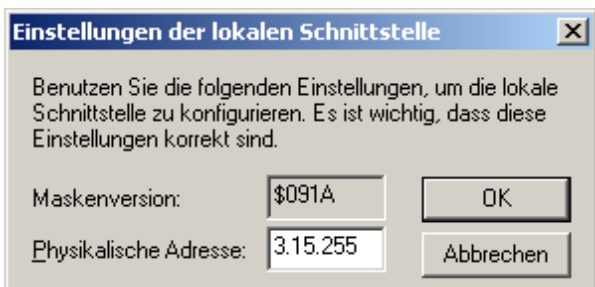 Einstellungen der lokalen Schnittstelle
Benutzen Sie die folgenden Einstellungen, um die lokale
Schnittstelle zu konfigurieren. Es ist wichtig, dass diese
Einstellungen korrekt sind.
Maskenversion: $091A OK
Physikalische Adresse: 3.15.255 Abbrechen